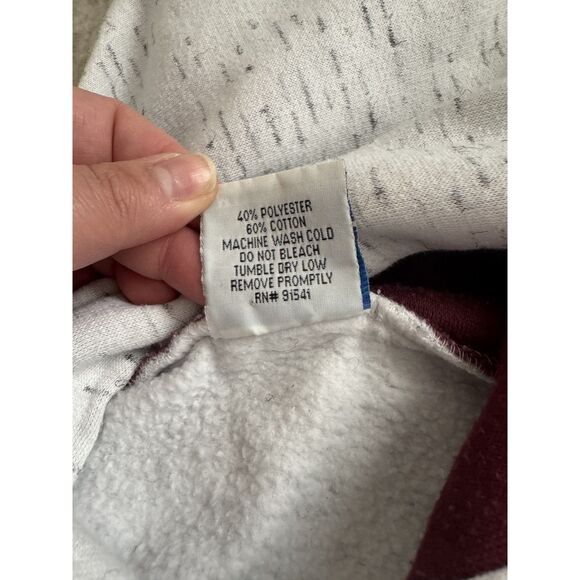 40% POLYESTER
60% COTTON
MACHINE WASH COLD
DO NOT BLEACH
TUMBLE DRY LOW
REMOVE PROMPTLY
RN# 91541